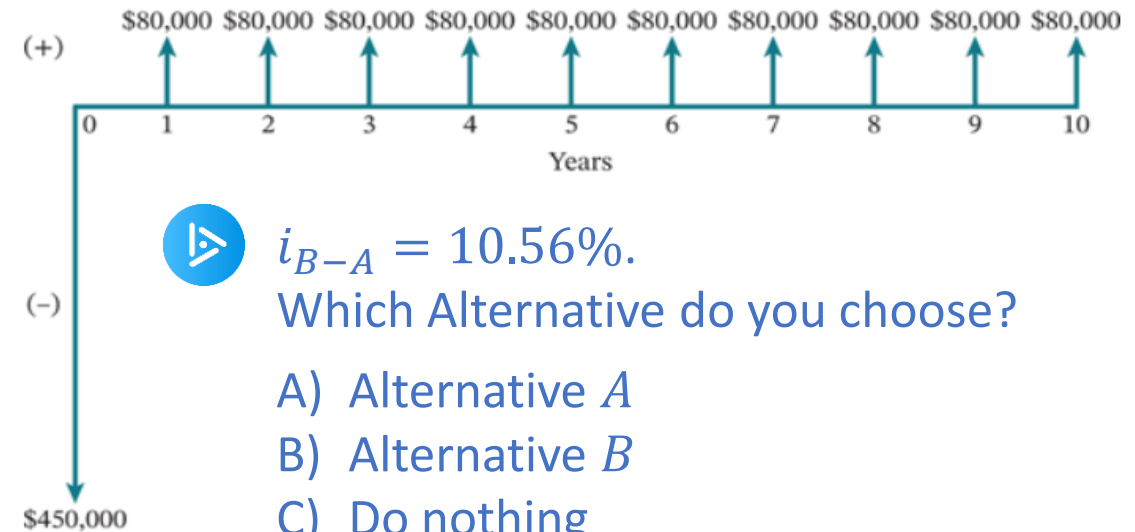 $80,000 $80,000 $80,000 $80,000 $80,000 $80,000 $80,000 $80,000 $80,000 $80,000
(+)
0 1 2 3 4 5 6 7 8 9 10
Years
i_{B−A} = 10.56%.
(−)
Which Alternative do you choose?
A) Alternative A
B) Alternative B
C) Do nothing
$450,000